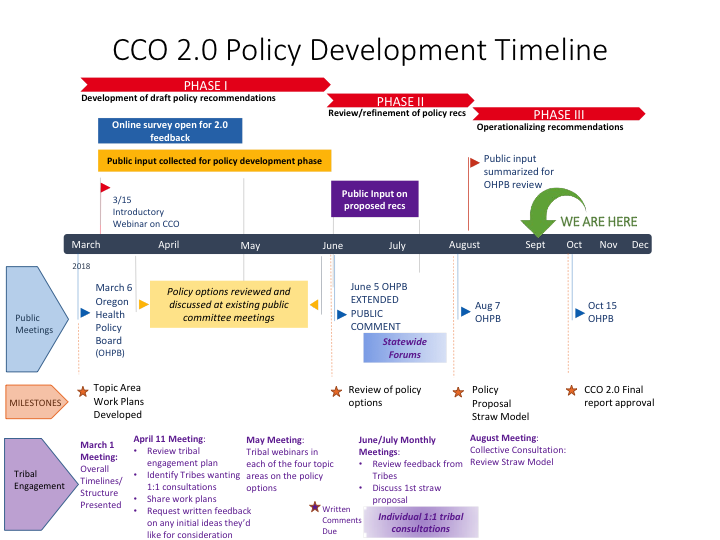 CCO 2.0 Policy Development Timeline
PHASE I
Development of draft policy recommendations
PHASE II
Review/refinement of policy recs
PHASE III
Operationalizing recommendations
Online survey open for 2.0
feedback
Public input collected for policy development phase
Public Input on
proposed recs
Public input
summarized for
OHPB review
3/15
Introductory
Webinar on CCO
WE ARE HERE
March
April
May
June
July
August
Sept
Oct
Nov
Dec
2018
Public
Meetings
March 6
Oregon
Health
Policy
Board
(OHPB)
Policy options reviewed and
discussed at existing public
committee meetings
June 5 OHPB
EXTENDED
PUBLIC
COMMENT
Statewide
Forums
Aug 7
OHPB
Oct 15
OHPB
MILESTONES
Topic Area
Work Plans
Developed
Review of policy
options
Policy
Proposal
Straw Model
CCO 2.0 Final
report approval
Tribal
Engagement
March 1
Meeting:
Overall
Timelines/
Structure
Presented
April 11 Meeting:
• Review tribal
engagement plan
• Identify Tribes wanting
1:1 consultations
• Share work plans
• Request written feedback
on any initial ideas they'd
like for consideration
May Meeting:
Tribal webinars in
each of the four topic
areas on the policy
options
Written
Comments
Due
June/July Monthly
Meetings:
• Review feedback from
Tribes
• Discuss 1st straw
proposal
Individual 1:1 tribal
consultations
August Meeting:
Collective Consultation:
Review Straw Model